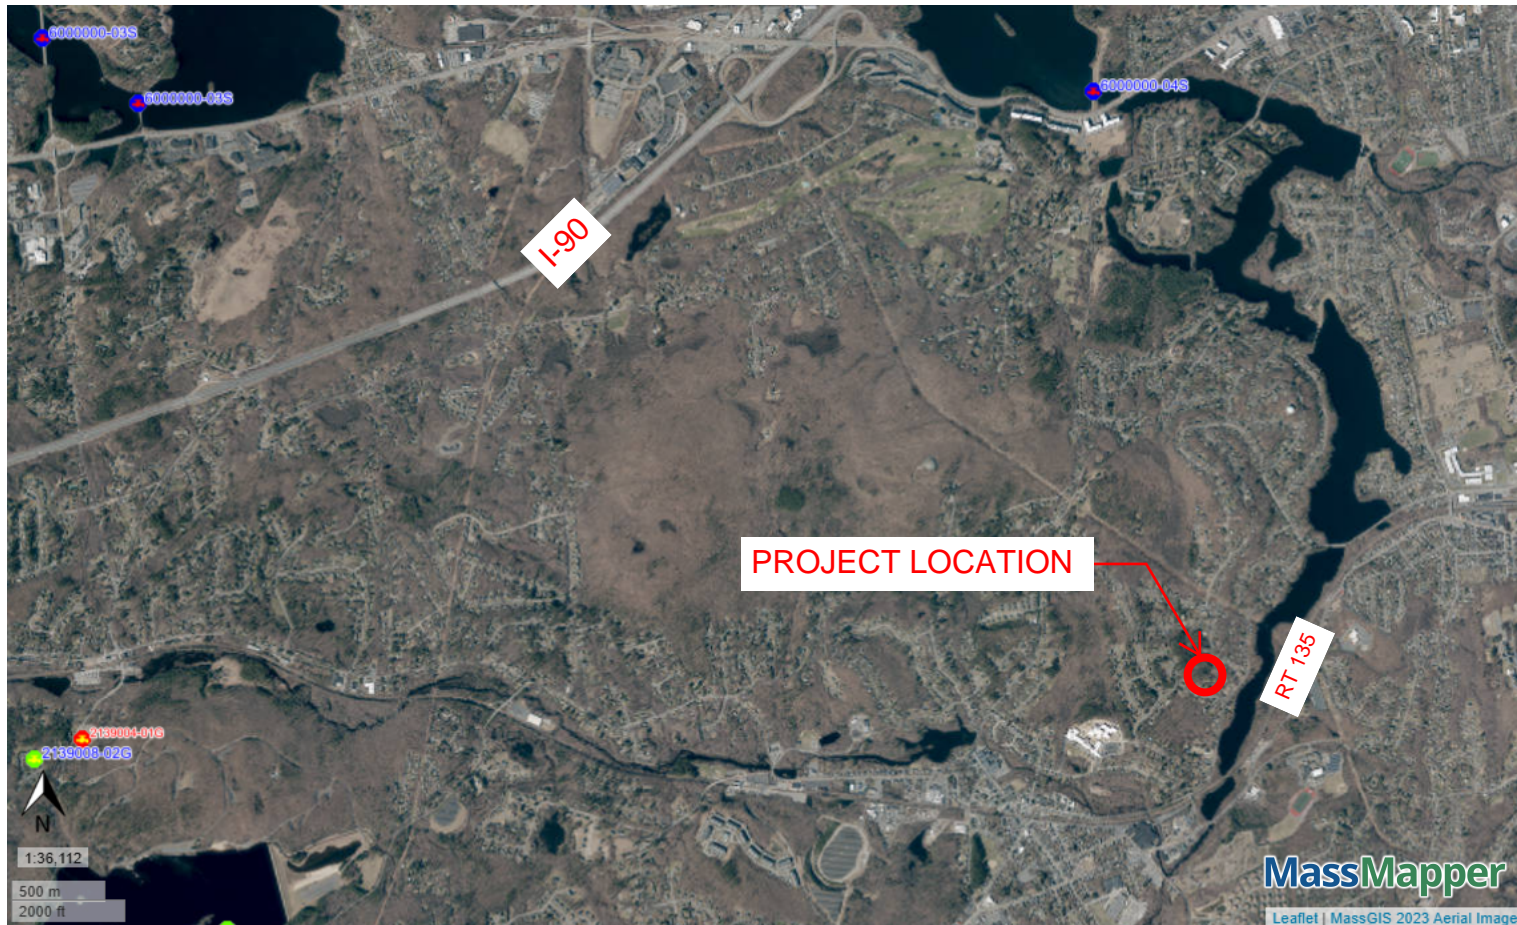 6000000-03S
6000000-03S
6000000-04S
I-90
PROJECT LOCATION
RT 135
2139004-01G
2139008-02G
N
1:36,112
500 m
2000 ft
MassMapper
Leaflet | MassGIS 2023 Aerial Image